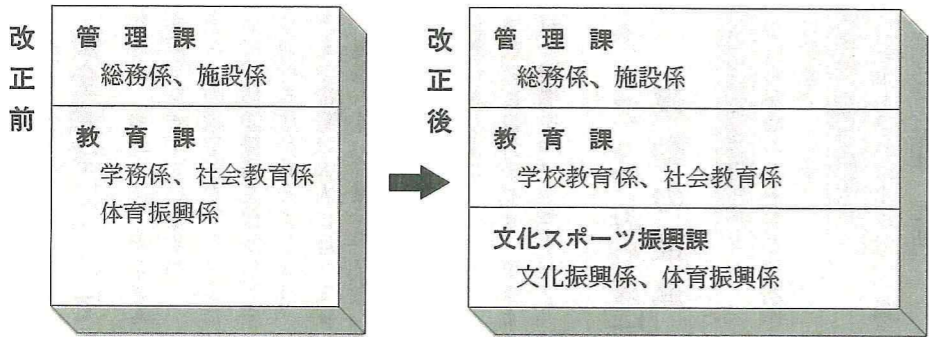 改正前
管理課
総務係、施設係
教育課
学務係、社会教育係
体育振興係
改正後
管理課
総務係、施設係
教育課
学校教育係、社会教育係
文化スポーツ振興課
文化振興係、体育振興係